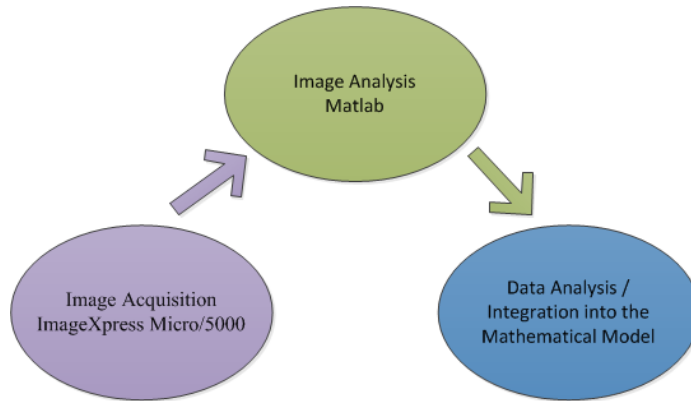 Image Analysis
Matlab
Image Acquisition
ImageXpress Micro/5000
Data Analysis /
Integration into the
Mathematical Model